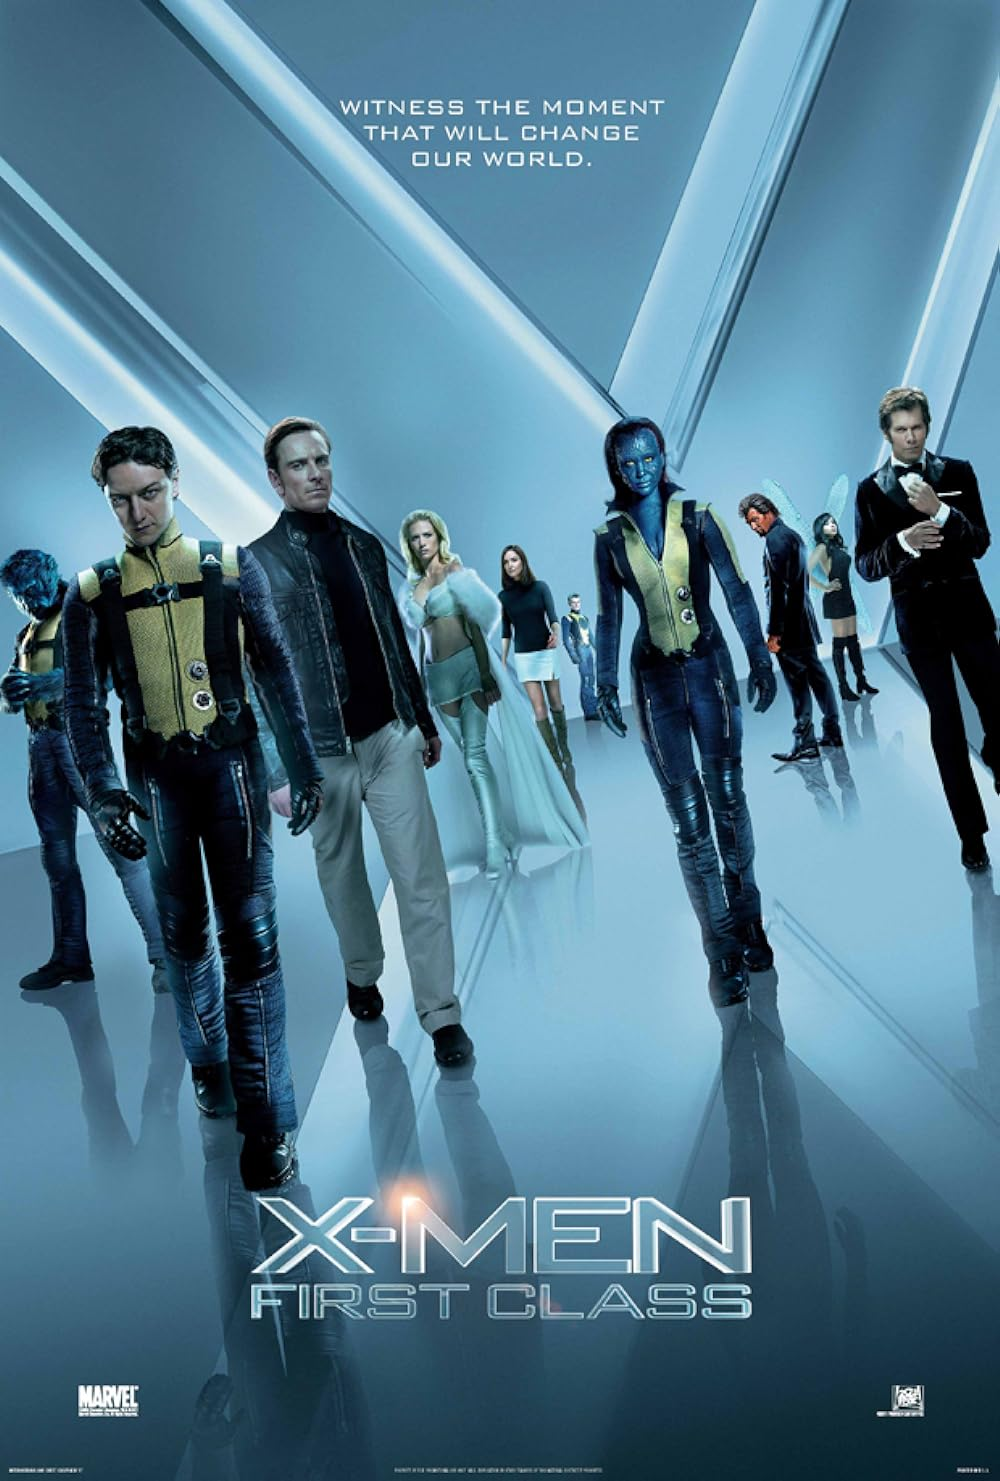 WITNESS THE MOMENT
THAT WILL CHANGE
OUR WORLD.
X-MEN
FIRST CLASS
MARVEL